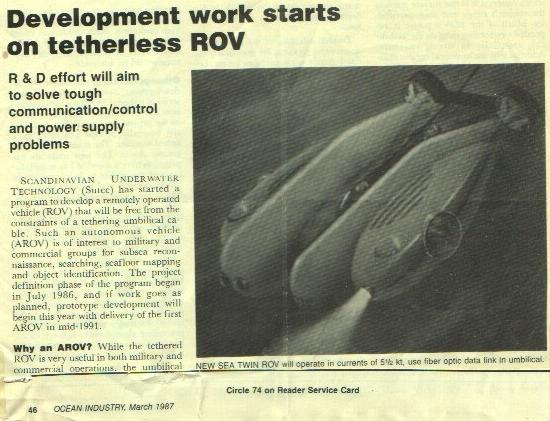 Development work starts
on tetherless ROV
R & D effort will aim
to solve tough
communication/control
and power supply
problems
SCANDINAVIAN UNDERWATER
TECHNOLOGY (Sutec) has started a
program to develop a remotely operated
vehicle (ROV) that will be free from the
constraints of a tethering umbilical ca-
ble. Such an autonomous vehicle
(AROV) is of interest to military and
commercial groups for subsea recon-
naissance, searching, seafloor mapping
and object identification. The project
definition phase of the program began
in July 1986, and if work goes as
planned, prototype development will
begin this year with delivery of the first
AROV in mid-1991.
Why an AROV? While the tethered
ROV is very useful in both military and
commercial operations, the umbilical
NEW SEA TWIN ROV will operate in currents of 5½ kt, use fiber optic data link in umbilical.
Circle 74 on Reader Service Card
46 OCEAN INDUSTRY, March 1987